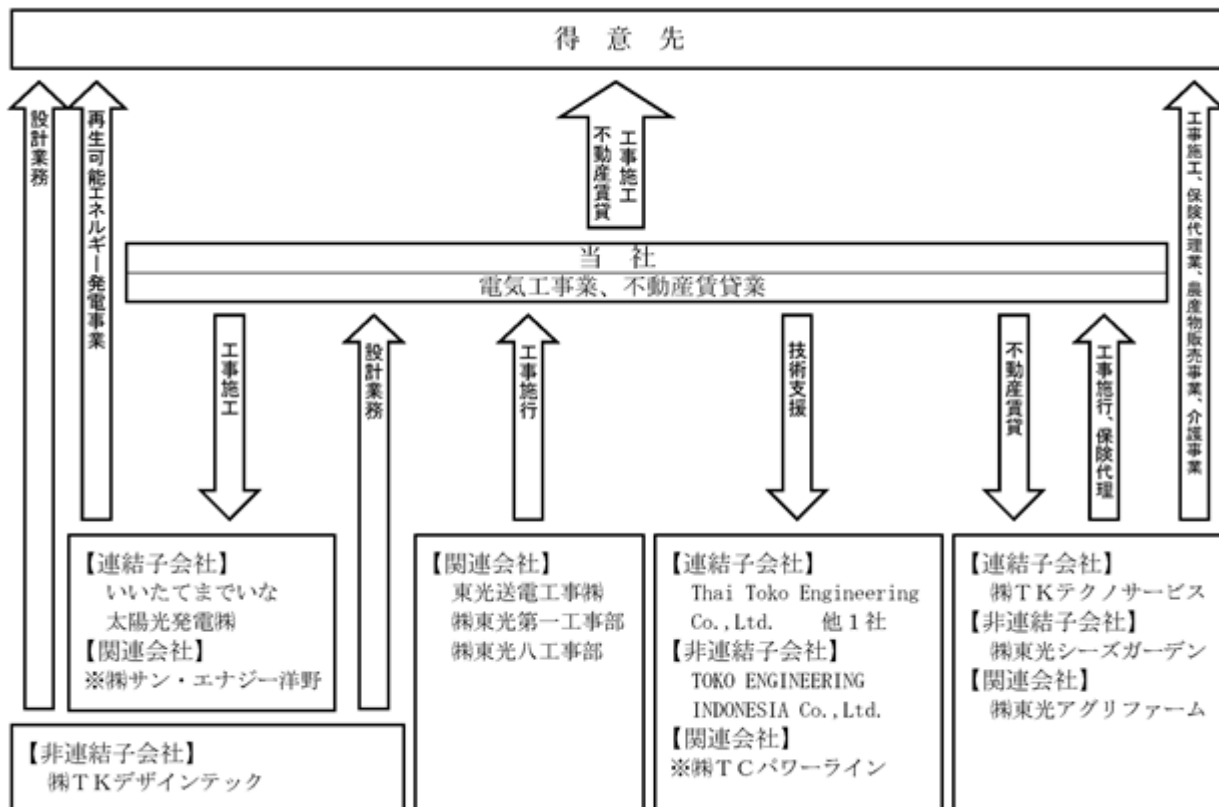 得 意 先
設計業務
再生可能エネルギー発電事業
工事施工
不動産賃貸
工事施工、保険代理業、農産物販売事業、介護事業
当 社
電気工事業、不動産賃貸業
工事施工
設計業務
工事施行
技術支援
不動産賃貸
工事施行、保険代理
【連結子会社】
いいたてまでいな
太陽光発電㈱
【関連会社】
※㈱サン・エナジー洋野
【非連結子会社】
㈱ＴＫデザインテック
【関連会社】
東光送電工事㈱
㈱東光第一工事部
㈱東光八工事部
【連結子会社】
Thai Toko Engineering
Co.,Ltd. 他１社
【非連結子会社】
TOKO ENGINEERING
INDONESIA Co.,Ltd.
【関連会社】
※㈱ＴＣパワーライン
【連結子会社】
㈱ＴＫテクノサービス
【非連結子会社】
㈱東光シーズガーデン
【関連会社】
㈱東光アグリファーム